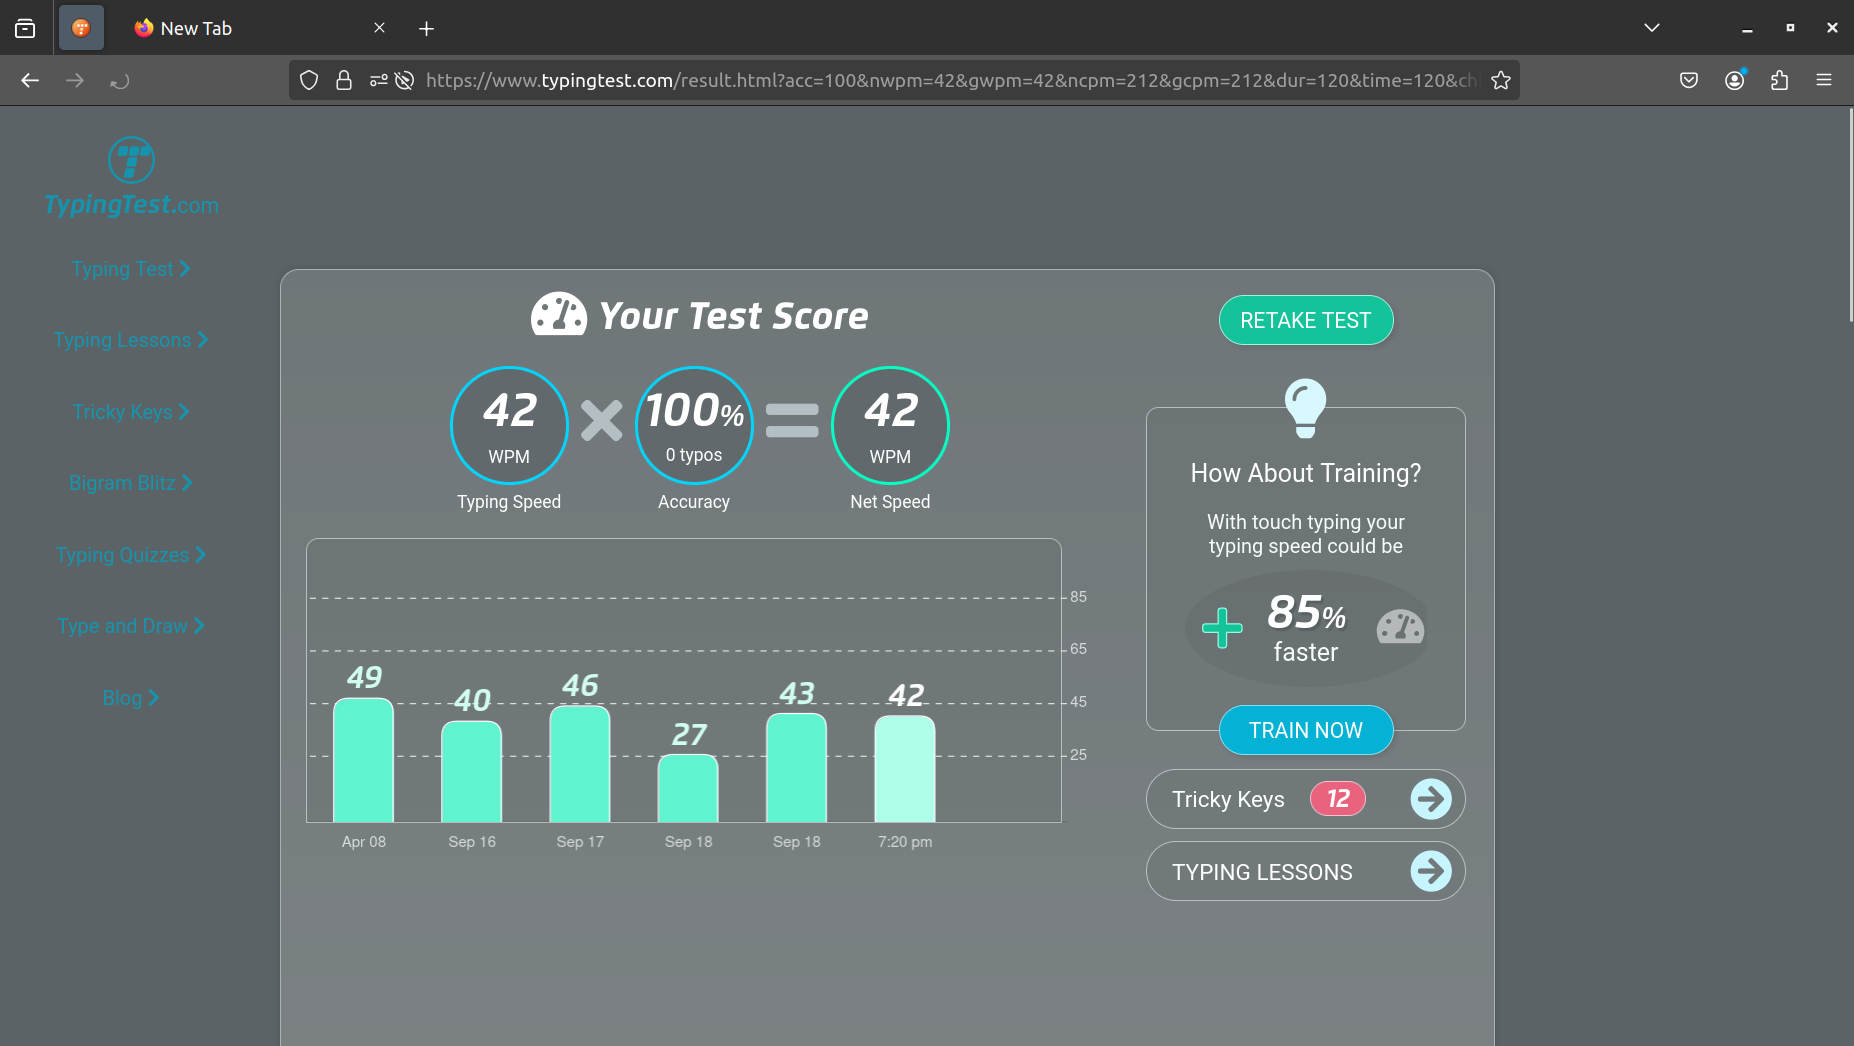 New Tab
https://www.typingtest.com/result.html?acc=100&nwpm=42&gwpm=42&ncpm=212&gcpm=212&dur=120&time=120&ch
TypingTest.com
Typing Test
Typing Lessons
Tricky Keys
Bigram Blitz
Typing Quizzes
Type and Draw
Blog
Your Test Score
42
WPM
Typing Speed
100%
0 typos
Accuracy
42
WPM
Net Speed
85
65
45
25
49
40
46
27
43
42
Apr 08
Sep 16
Sep 17
Sep 18
Sep 18
7:20 pm
RETAKE TEST
How About Training?
With touch typing your
typing speed could be
85%
faster
TRAIN NOW
Tricky Keys 12
TYPING LESSONS